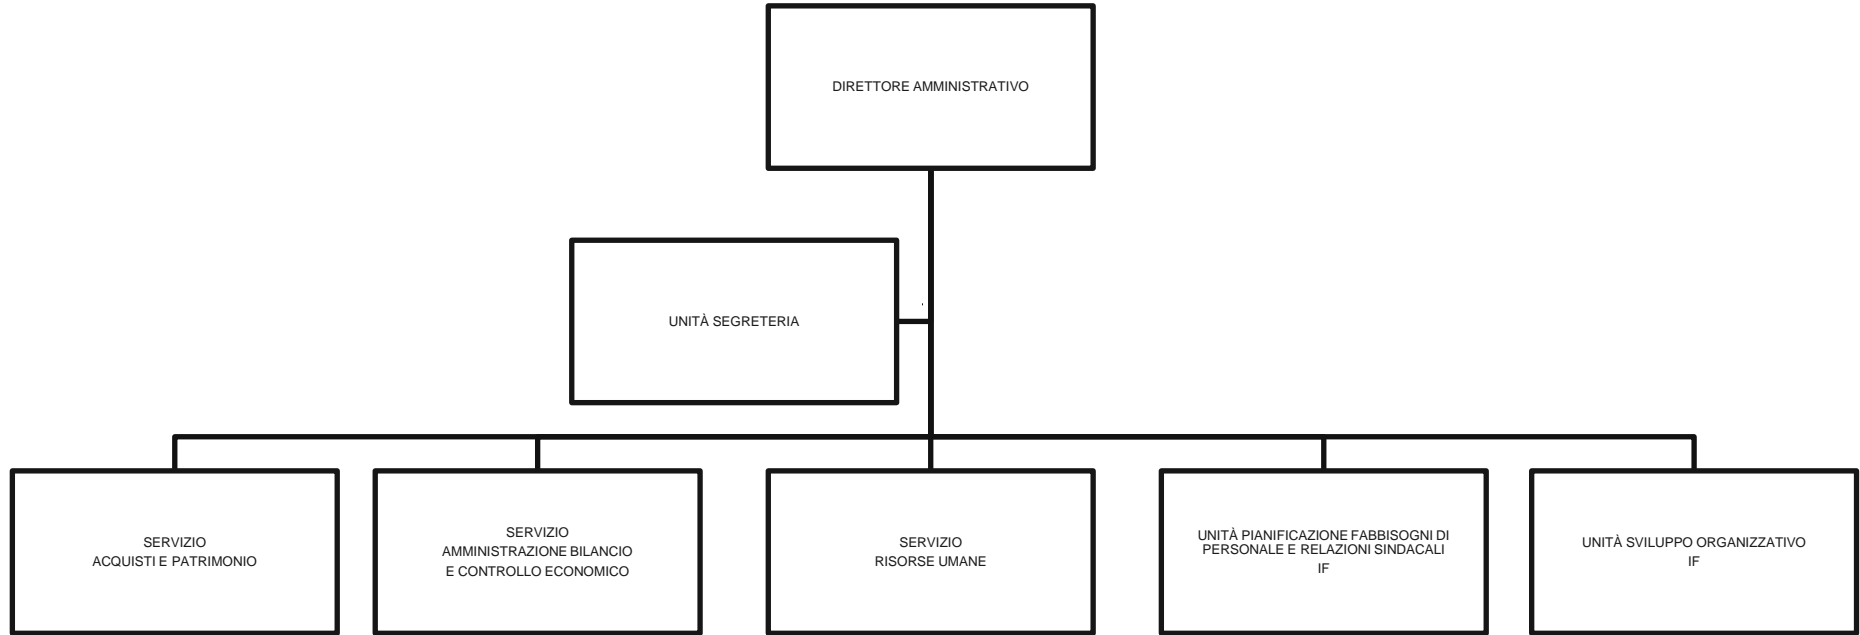 DIRETTORE AMMINISTRATIVO
UNITÀ SEGRETERIA
SERVIZIO
ACQUISTI E PATRIMONIO
SERVIZIO
AMMINISTRAZIONE BILANCIO
E CONTROLLO ECONOMICO
SERVIZIO
RISORSE UMANE
UNITÀ PIANIFICAZIONE FABBISOGNI DI
PERSONALE E RELAZIONI SINDACALI
IF
UNITÀ SVILUPPO ORGANIZZATIVO
IF